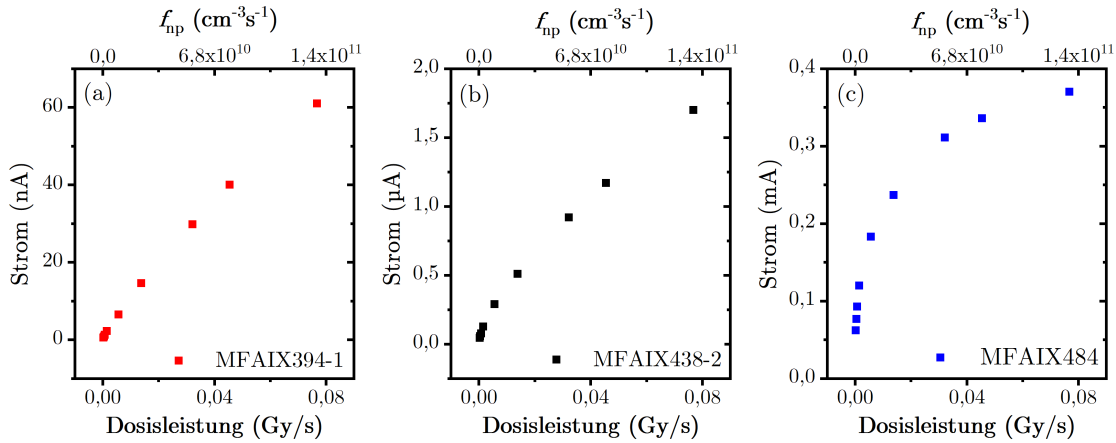 fnp (cm-3s-1)
0,0 6,8x10^10 1,4x10^11
(a)
60
40
20
0
Strom (nA)
MFAIX394-1
0,00 0,04 0,08
Dosisleistung (Gy/s)
fnp (cm-3s-1)
0,0 6,8x10^10 1,4x10^11
2,0
(b)
1,5
1,0
0,5
0,0
Strom (µA)
MFAIX438-2
0,00 0,04 0,08
Dosisleistung (Gy/s)
fnp (cm-3s-1)
0,0 6,8x10^10 1,4x10^11
0,4
(c)
0,3
0,2
0,1
0,0
Strom (mA)
MFAIX484
0,00 0,04 0,08
Dosisleistung (Gy/s)